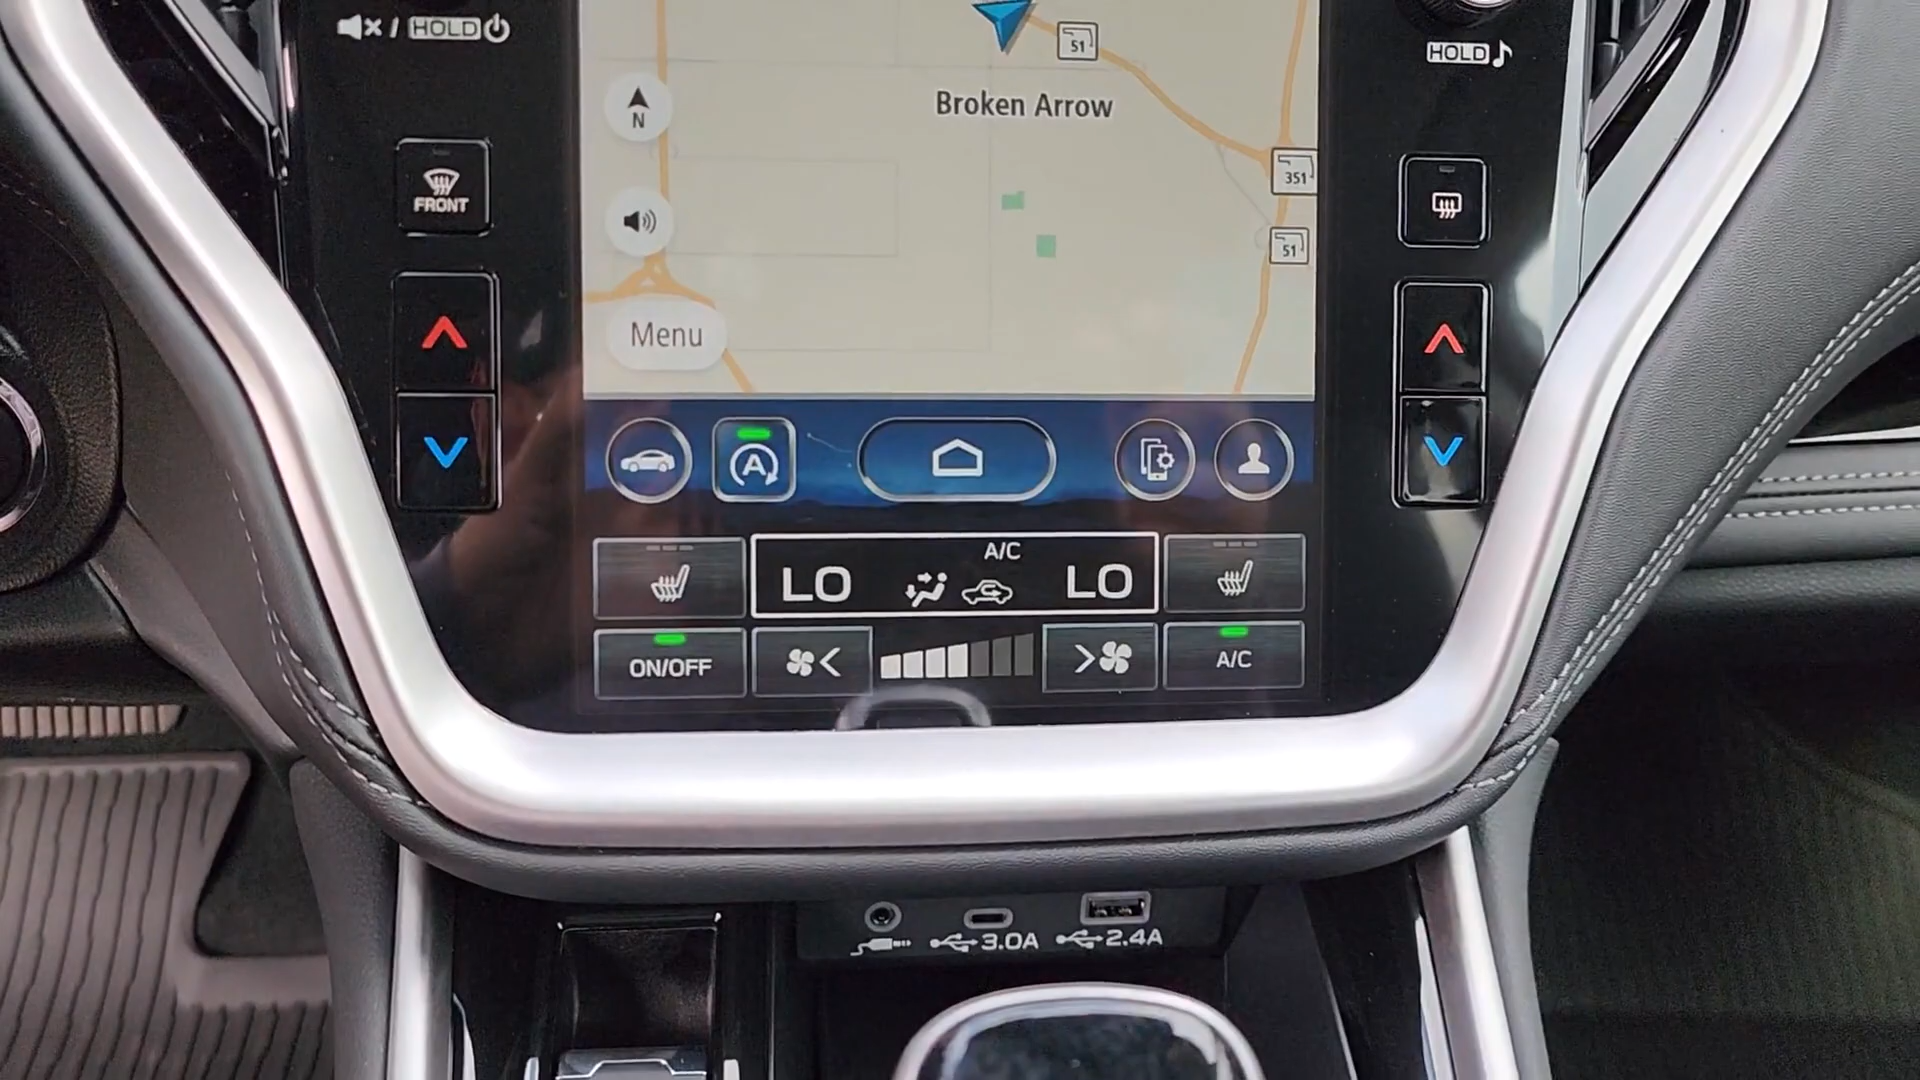 / HOLD
HOLD
51
Broken Arrow
N
351
FRONT
51
Menu
A
A/C
LO
LO
ON/OFF
A/C
3.0A
2.4A